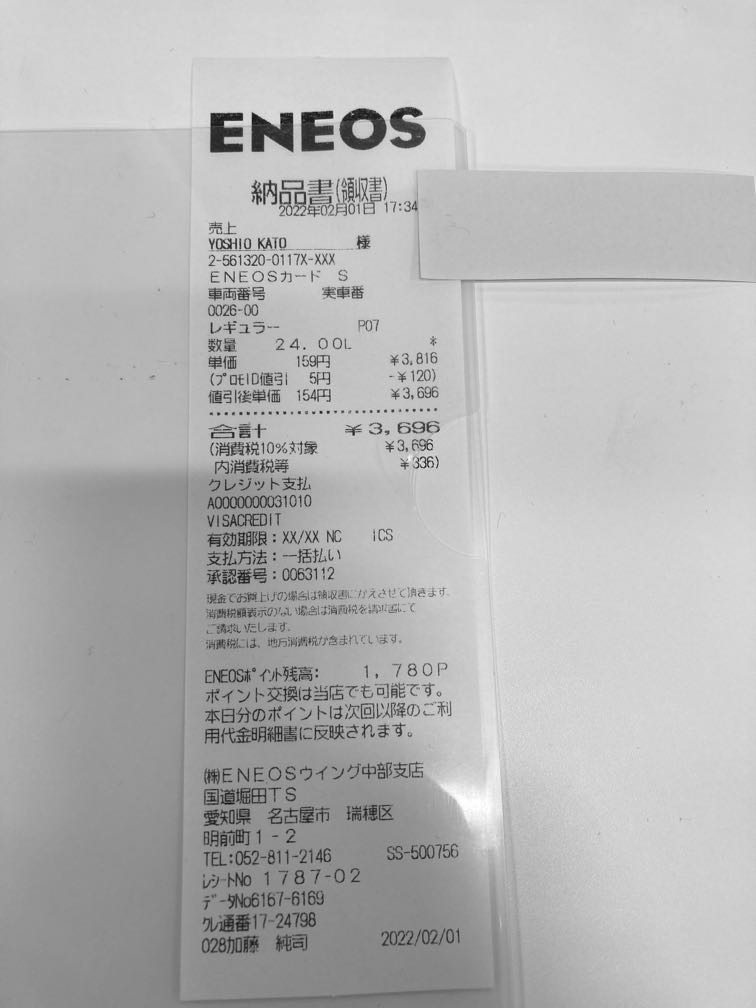 ENEOS
納品書(領収書)
2022年02月01日 17:34
売上
YOSHIO KATO 様
2-561320-0117X-XXX
ENEOSカード S
車両番号 実車番
0026-00
レギュラー P07
数量 24.00L *
単価 159円 ¥3,816
(プロモID値引 5円 -¥120)
値引後単価 154円 ¥3,696
合計 ¥3,696
(消費税10%対象 ¥3,696
内消費税等 ¥336)
クレジット支払
A0000000031010
VISACREDIT
有効期限:XX/XX NC ICS
支払方法:一括払い
承認番号:0053112
現金でお買上げの場合は領収書にかえさせて頂きます。
消費税額表示のない場合は消費税を請求書にて
ご請求いたします。
消費税には、地方消費税が含まれています。
ENEOSポイント残高: 1,780P
ポイント交換は当店でも可能です。
本日分のポイントは次回以降のご利
用代金明細書に反映されます。
㈱ENEOSウイング中部支店
国道堀田TS
愛知県 名古屋市 瑞穂区
明前町1-2
TEL:052-811-2146 SS-500756
レシートNo 1787-02
データNo6167-6169
クレ通番17-24798
028加藤 純司 2022/02/01